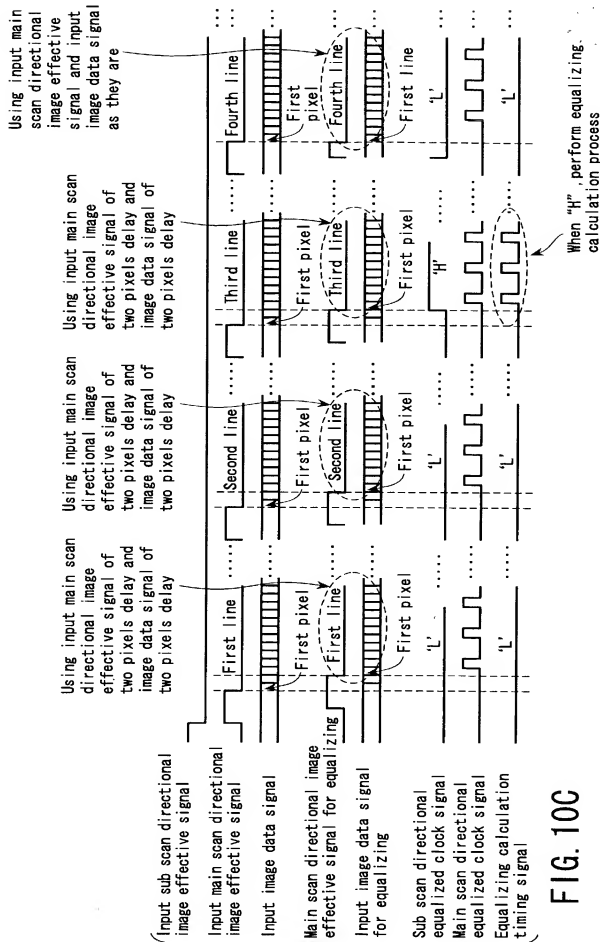 Using input main scan
directional image
effective signal of
two pixels delay and
image data signal of
two pixels delay
Using input main scan
directional image
effective signal of
two pixels delay and
image data signal of
two pixels delay
Using input main scan
directional image
effective signal of
two pixels delay and
image data signal of
two pixels delay
Using input main
scan directional
image effective
signal and input
image data signal
as they are
Input sub scan directional
image effective signal
Input main scan directional
image effective signal
First line
Second line
Third line
Fourth line
Input image data signal
First pixel
First pixel
First pixel
First
pixel
Main scan directional image
effective signal for equalizing
First line
Second line
Third line
Fourth line
Input image data signal
for equalizing
First pixel
First pixel
First pixel
First line
Sub scan directional
equalized clock signal
'L'
'L'
'H'
'L'
Main scan directional
equalized clock signal
Equalizing calculation
timing signal
'L'
'L'
'L'
When "H", perform equalizing.
calculation process
FIG. 10C